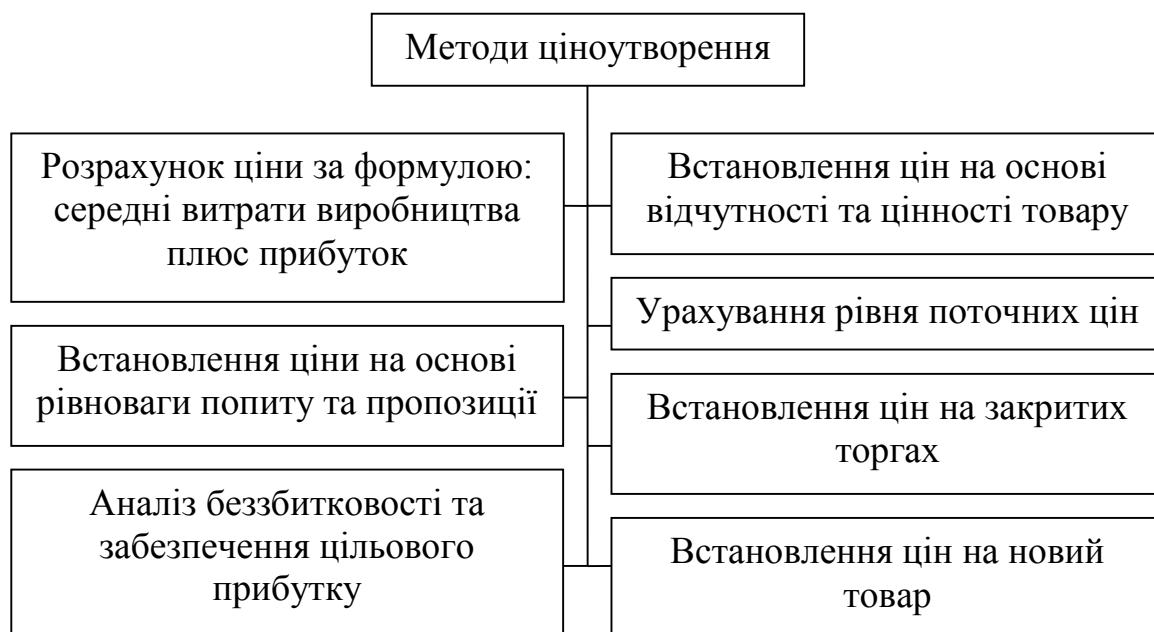 Методи ціноутворення
Розрахунок ціни за формулою:
середні витрати виробництва
плюс прибуток
Встановлення ціни на основі
рівноваги попиту та пропозиції
Аналіз беззбитковості та
забезпечення цільового
прибутку
Встановлення цін на основі
відчутності та цінності товару
Урахування рівня поточних цін
Встановлення цін на закритих
торгах
Встановлення цін на новий
товар